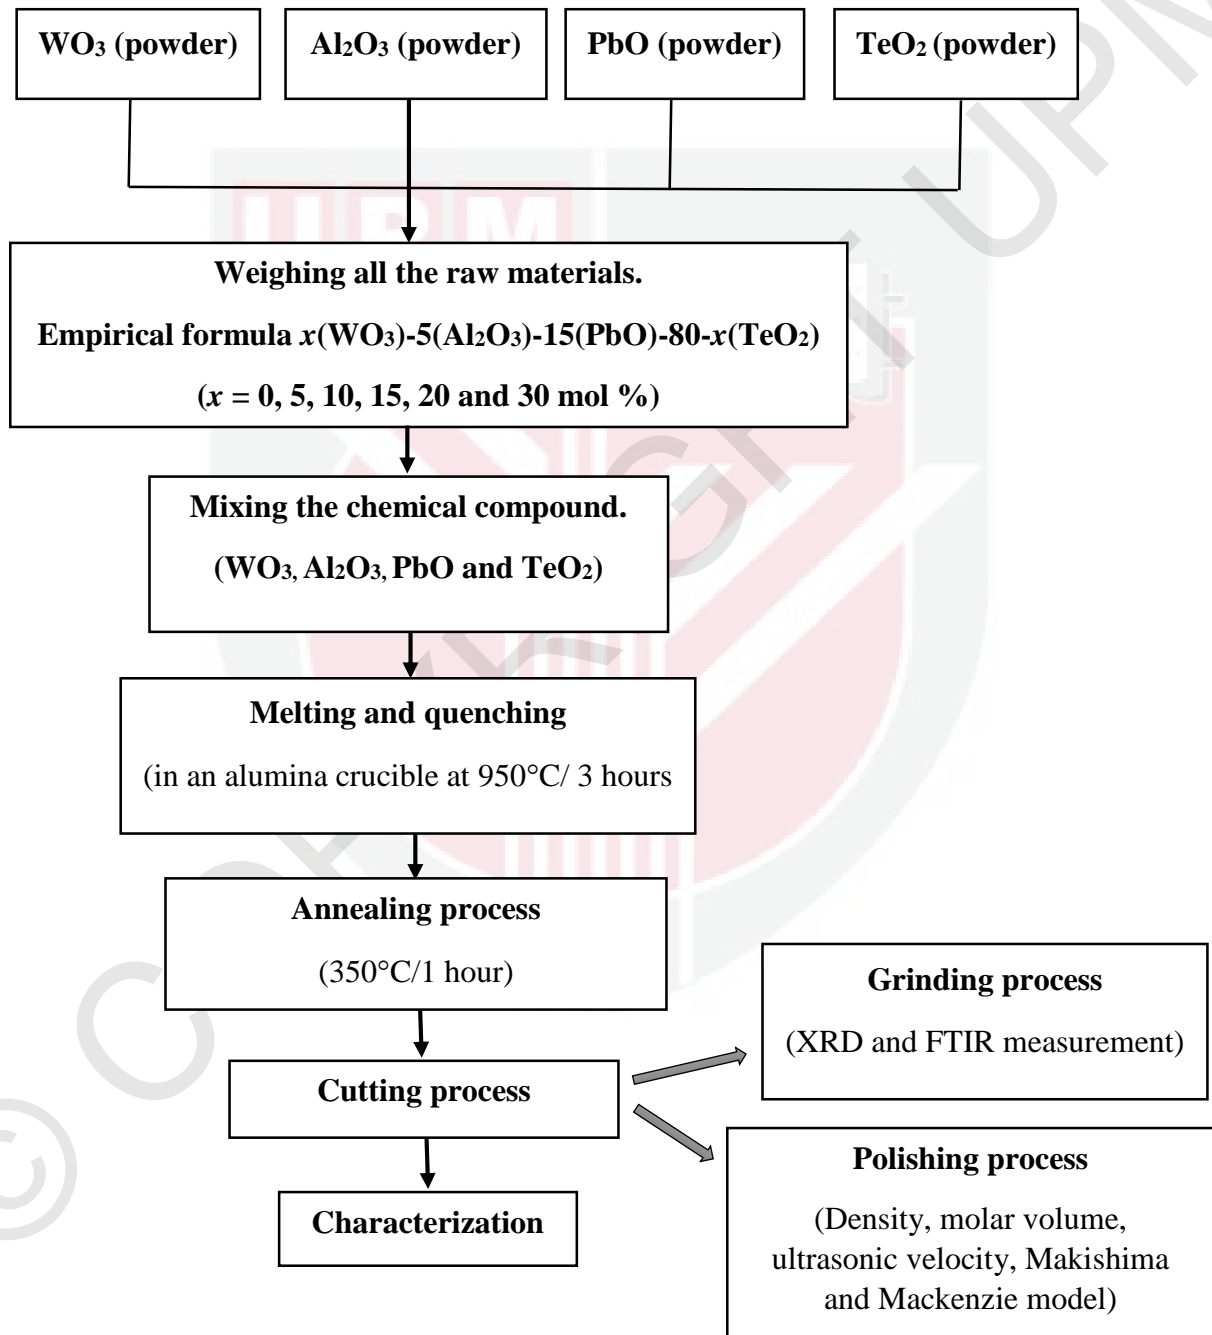 WO₃ (powder)
Al₂O₃ (powder)
PbO (powder)
TeO₂ (powder)
Weighing all the raw materials.
Empirical formula x(WO₃)-5(Al₂O₃)-15(PbO)-80-x(TeO₂)
(x = 0, 5, 10, 15, 20 and 30 mol %)
Mixing the chemical compound.
(WO₃, Al₂O₃, PbO and TeO₂)
Melting and quenching
(in an alumina crucible at 950°C/ 3 hours
Annealing process
(350°C/1 hour)
Grinding process
(XRD and FTIR measurement)
Cutting process
Polishing process
(Density, molar volume,
ultrasonic velocity, Makishima
and Mackenzie model)
Characterization
© COPYRIGHT UPM
UPM